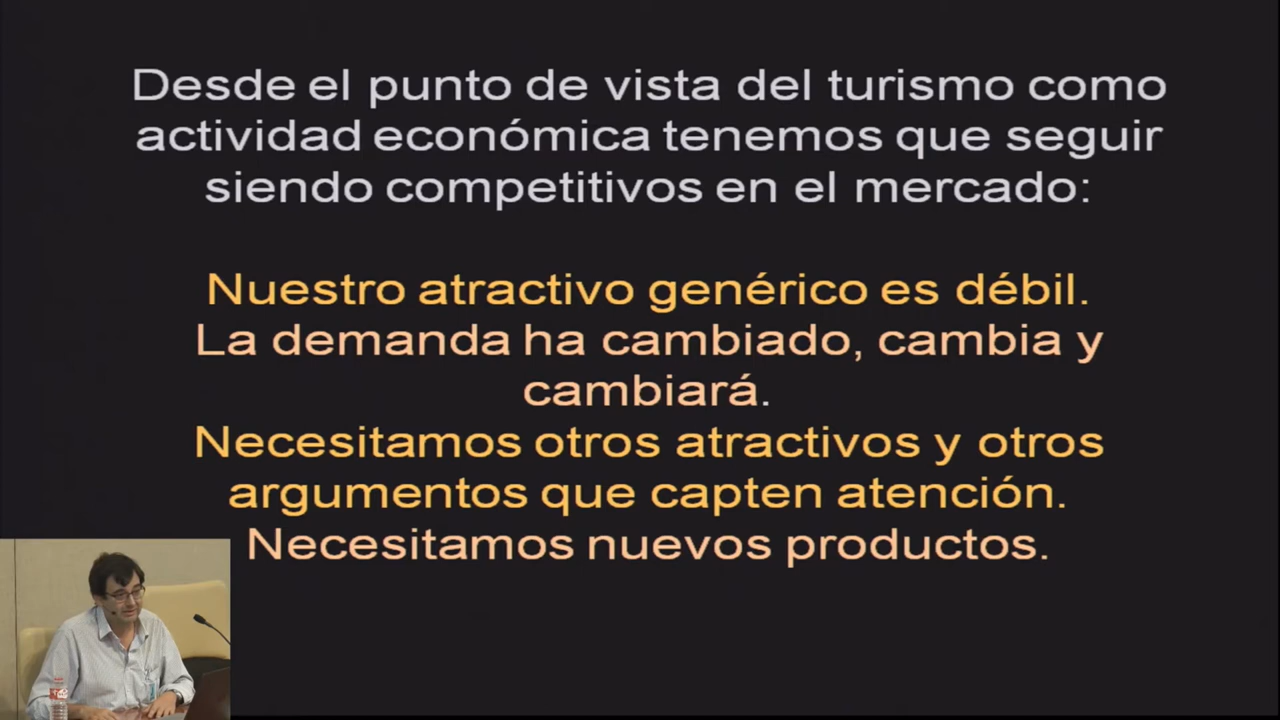 Desde el punto de vista del turismo como
actividad económica tenemos que seguir
siendo competitivos en el mercado:
Nuestro atractivo genérico es débil.
La demanda ha cambiado, cambia y
cambiará.
Necesitamos otros atractivos y otros
argumentos que capten atención.
Necesitamos nuevos productos.